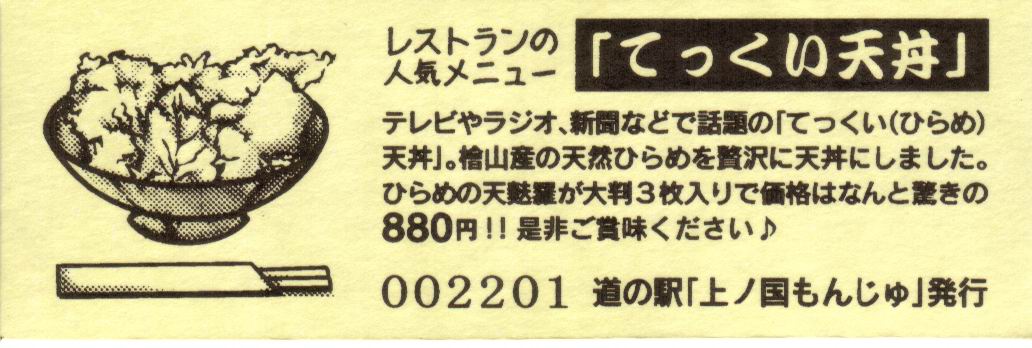 レストランの
人気メニュー
「てっくい天丼」
テレビやラジオ、新聞などで話題の「てっくい(ひらめ)
天丼」。檜山産の天然ひらめを贅沢に天丼にしました。
ひらめの天麩羅が大判3枚入りで価格はなんと驚きの
880円!!是非ご賞味ください♪
002201 道の駅「上ノ国もんじゅ」発行